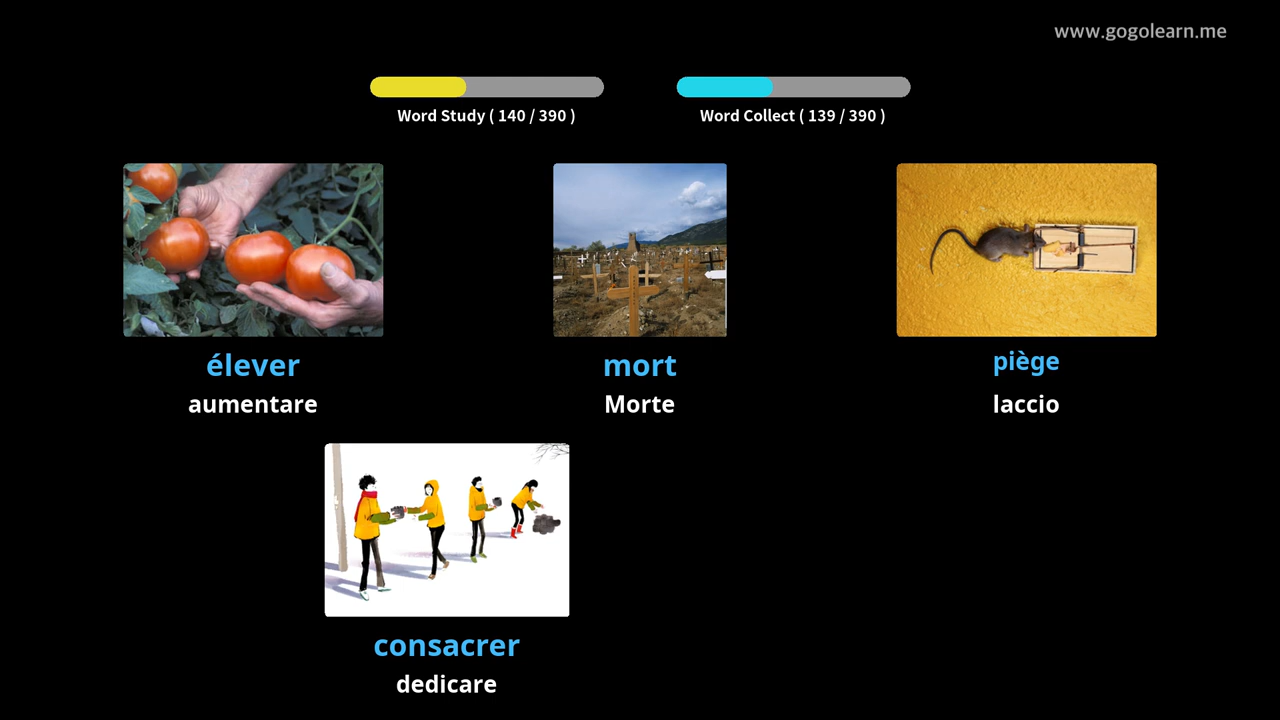 www.gogolearn.me
Word Study ( 140 / 390 )
Word Collect ( 139 / 390 )
élever
aumentare
mort
Morte
piège
laccio
consacrer
dedicare